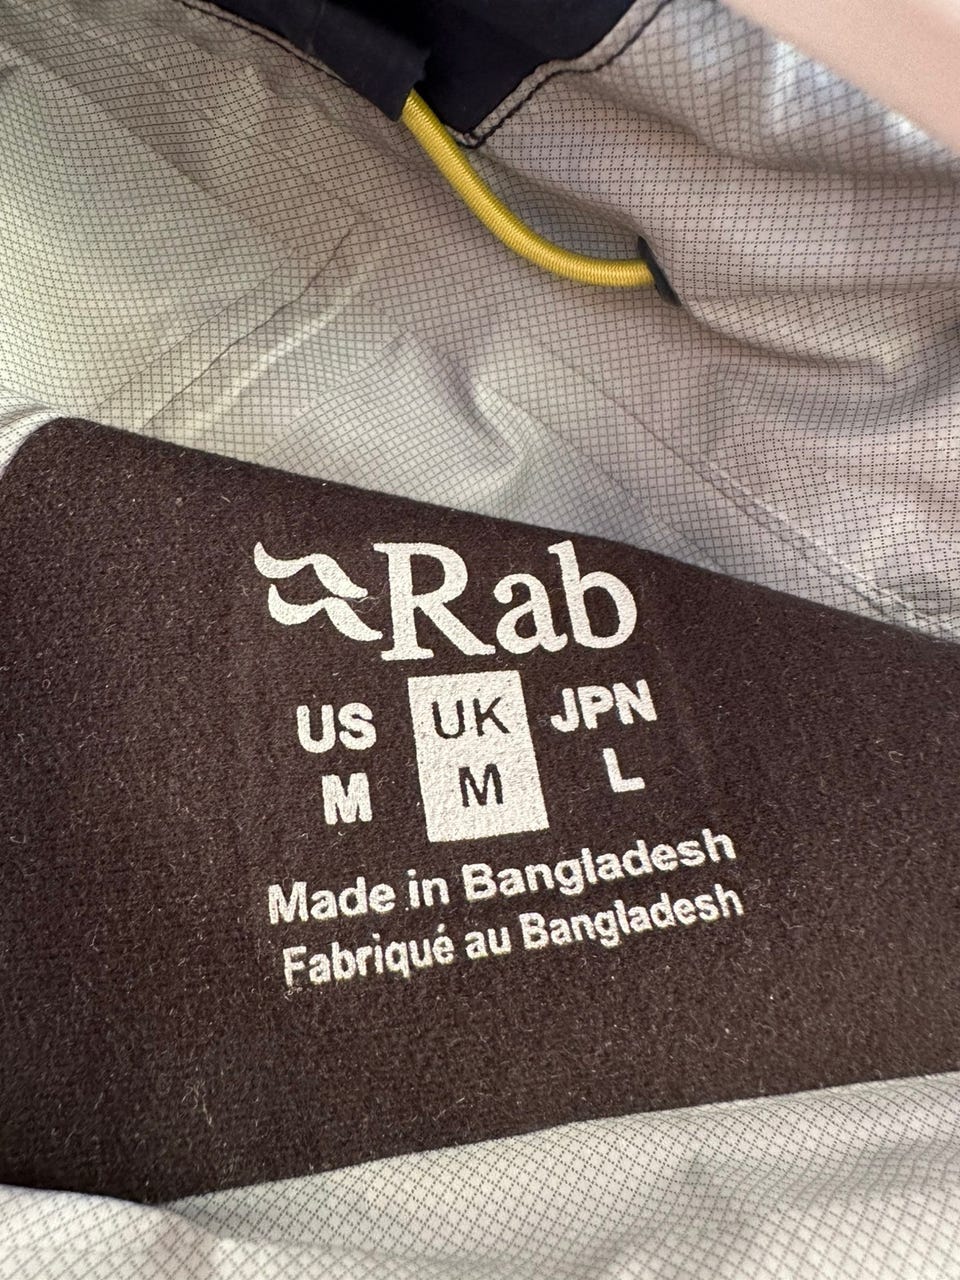 Rab
US UK JPN
M M L
Made in Bangladesh
Fabriqué au Bangladesh